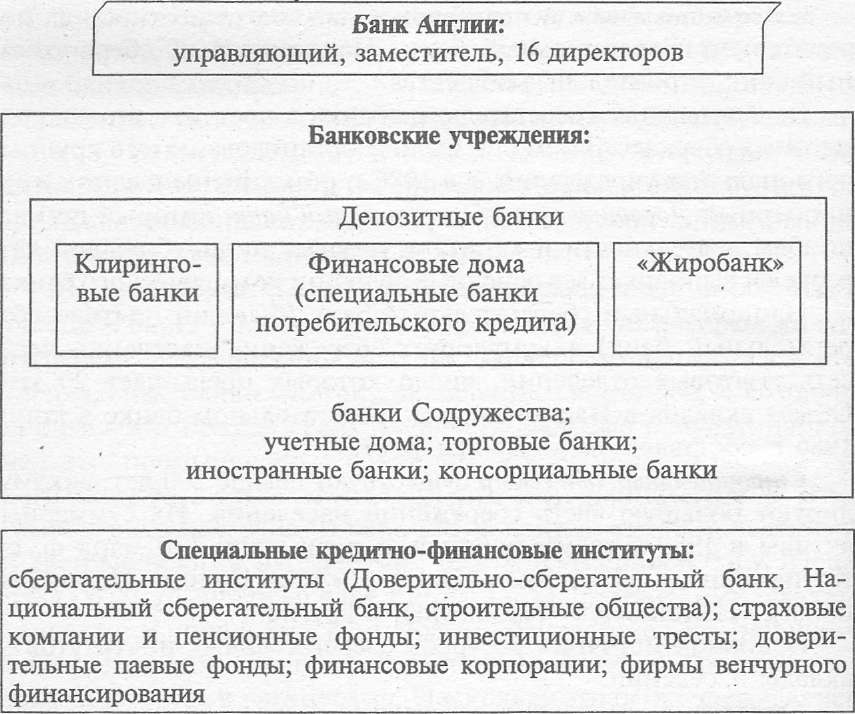 Банк Англии:
управляющий, заместитель, 16 директоров
Банковские учреждения:
Депозитные банки
Клиринго-
вые банки
Финансовые дома
(специальные банки
потребительского кредита)
«Жиробанк»
банки Содружества;
учетные дома; торговые банки;
иностранные банки; консорциальные банки
Специальные кредитно-финансовые институты:
сберегательные институты (Доверительно-сберегательный банк, На-
циональный сберегательный банк, строительные общества); страховые
компании и пенсионные фонды; инвестиционные тресты; довери-
тельные паевые фонды; финансовые корпорации; фирмы венчурного
финансирования